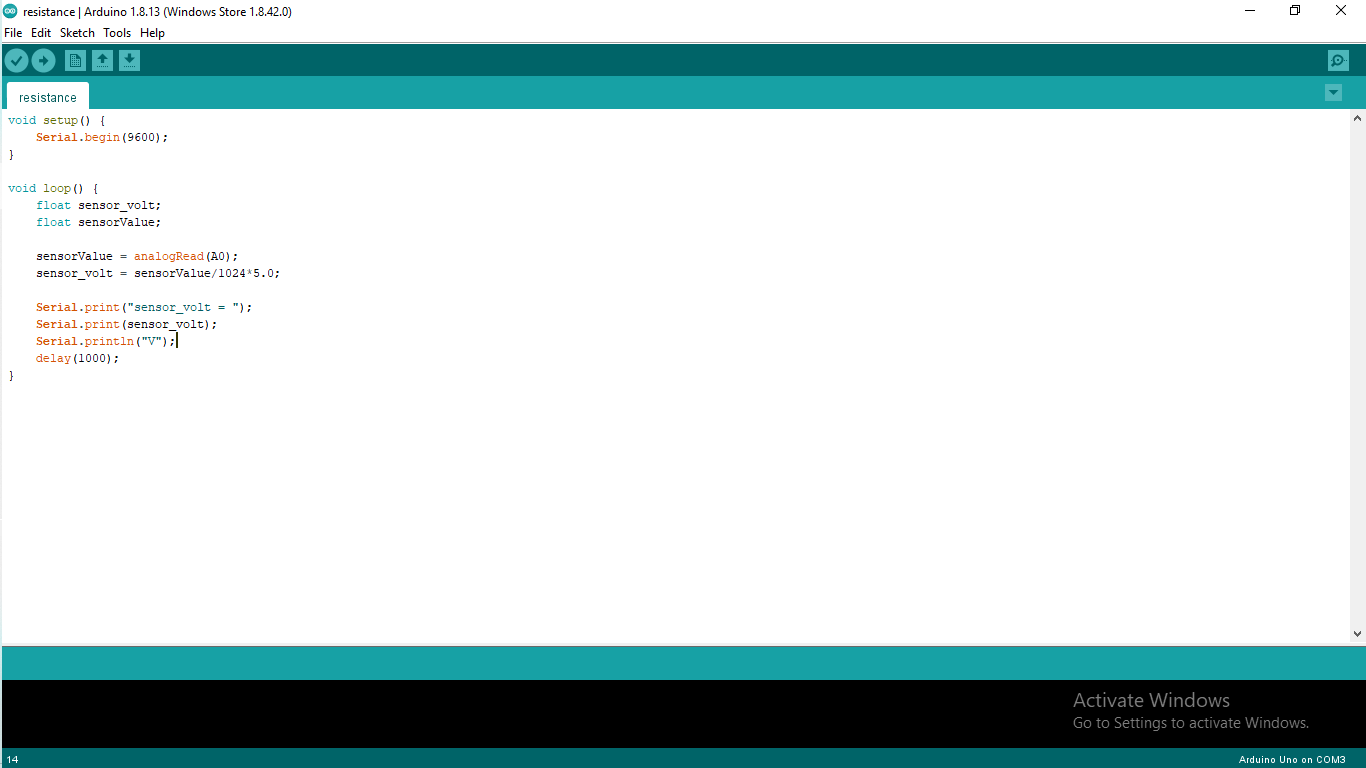 resistance | Arduino 1.8.13 (Windows Store 1.8.42.0)
File Edit Sketch Tools Help
resistance
void setup() {
    Serial.begin(9600);
}

void loop() {
    float sensor_volt;
    float sensorValue;

    sensorValue = analogRead(A0);
    sensor_volt = sensorValue/1024*5.0;

    Serial.print("sensor_volt = ");
    Serial.print(sensor_volt);
    Serial.println("V");
    delay(1000);
}
Activate Windows
Go to Settings to activate Windows.
14
Arduino Uno on COM3